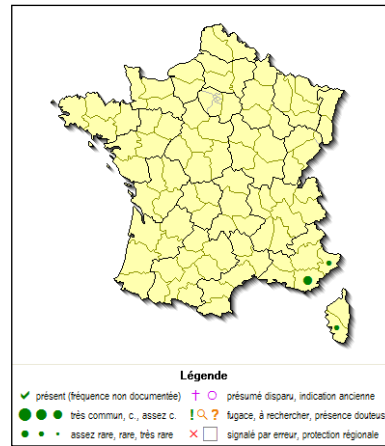 Légende
présent (fréquence non documentée) présumé disparu, indication ancienne
très commun, c., assez c. fugace, à rechercher, présence douteus
assez rare, rare, très rare signalé par erreur, protection régionale